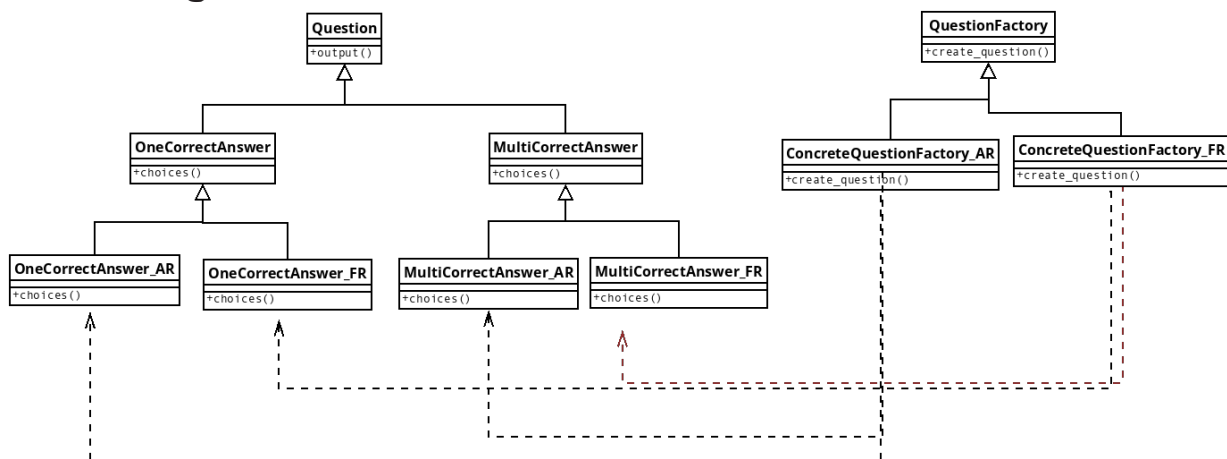 Question
+output()
QuestionFactory
+create_question()
OneCorrectAnswer
+choices()
MultiCorrectAnswer
+choices()
ConcreteQuestionFactory_AR
+create_question()
ConcreteQuestionFactory_FR
+create_question()
OneCorrectAnswer_AR
+choices()
OneCorrectAnswer_FR
+choices()
MultiCorrectAnswer_AR
+choices()
MultiCorrectAnswer_FR
+choices()